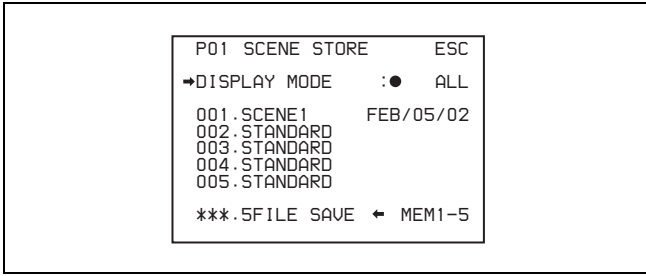 P01 SCENE STORE ESC
➡DISPLAY MODE :● ALL
001.SCENE1 FEB/05/02
002.STANDARD
003.STANDARD
004.STANDARD
005.STANDARD
***.5FILE SAVE ⬅ MEM1-5